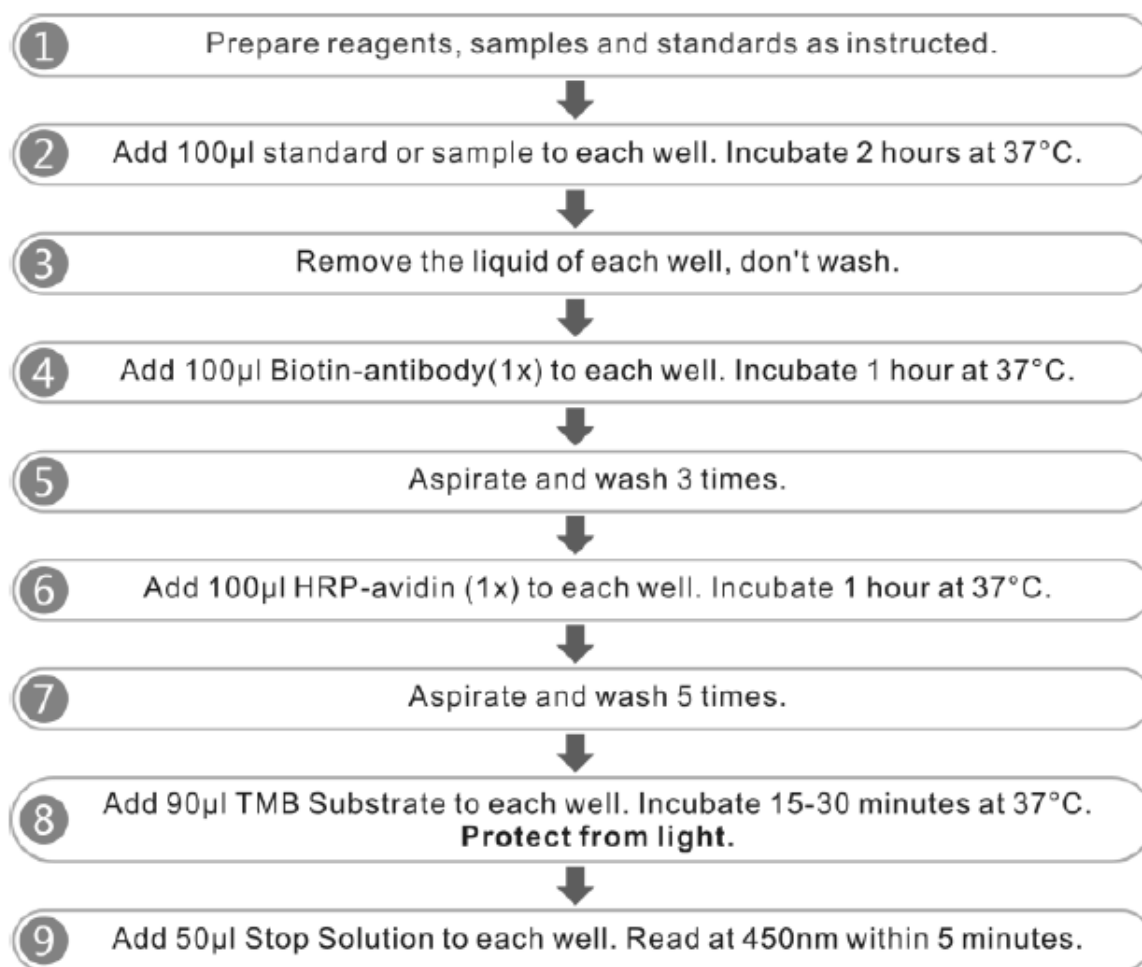 1 Prepare reagents, samples and standards as instructed.
2 Add 100µl standard or sample to each well. Incubate 2 hours at 37°C.
3 Remove the liquid of each well, don't wash.
4 Add 100µl Biotin-antibody(1x) to each well. Incubate 1 hour at 37°C.
5 Aspirate and wash 3 times.
6 Add 100µl HRP-avidin (1x) to each well. Incubate 1 hour at 37°C.
7 Aspirate and wash 5 times.
8 Add 90µl TMB Substrate to each well. Incubate 15-30 minutes at 37°C.
Protect from light.
9 Add 50µl Stop Solution to each well. Read at 450nm within 5 minutes.